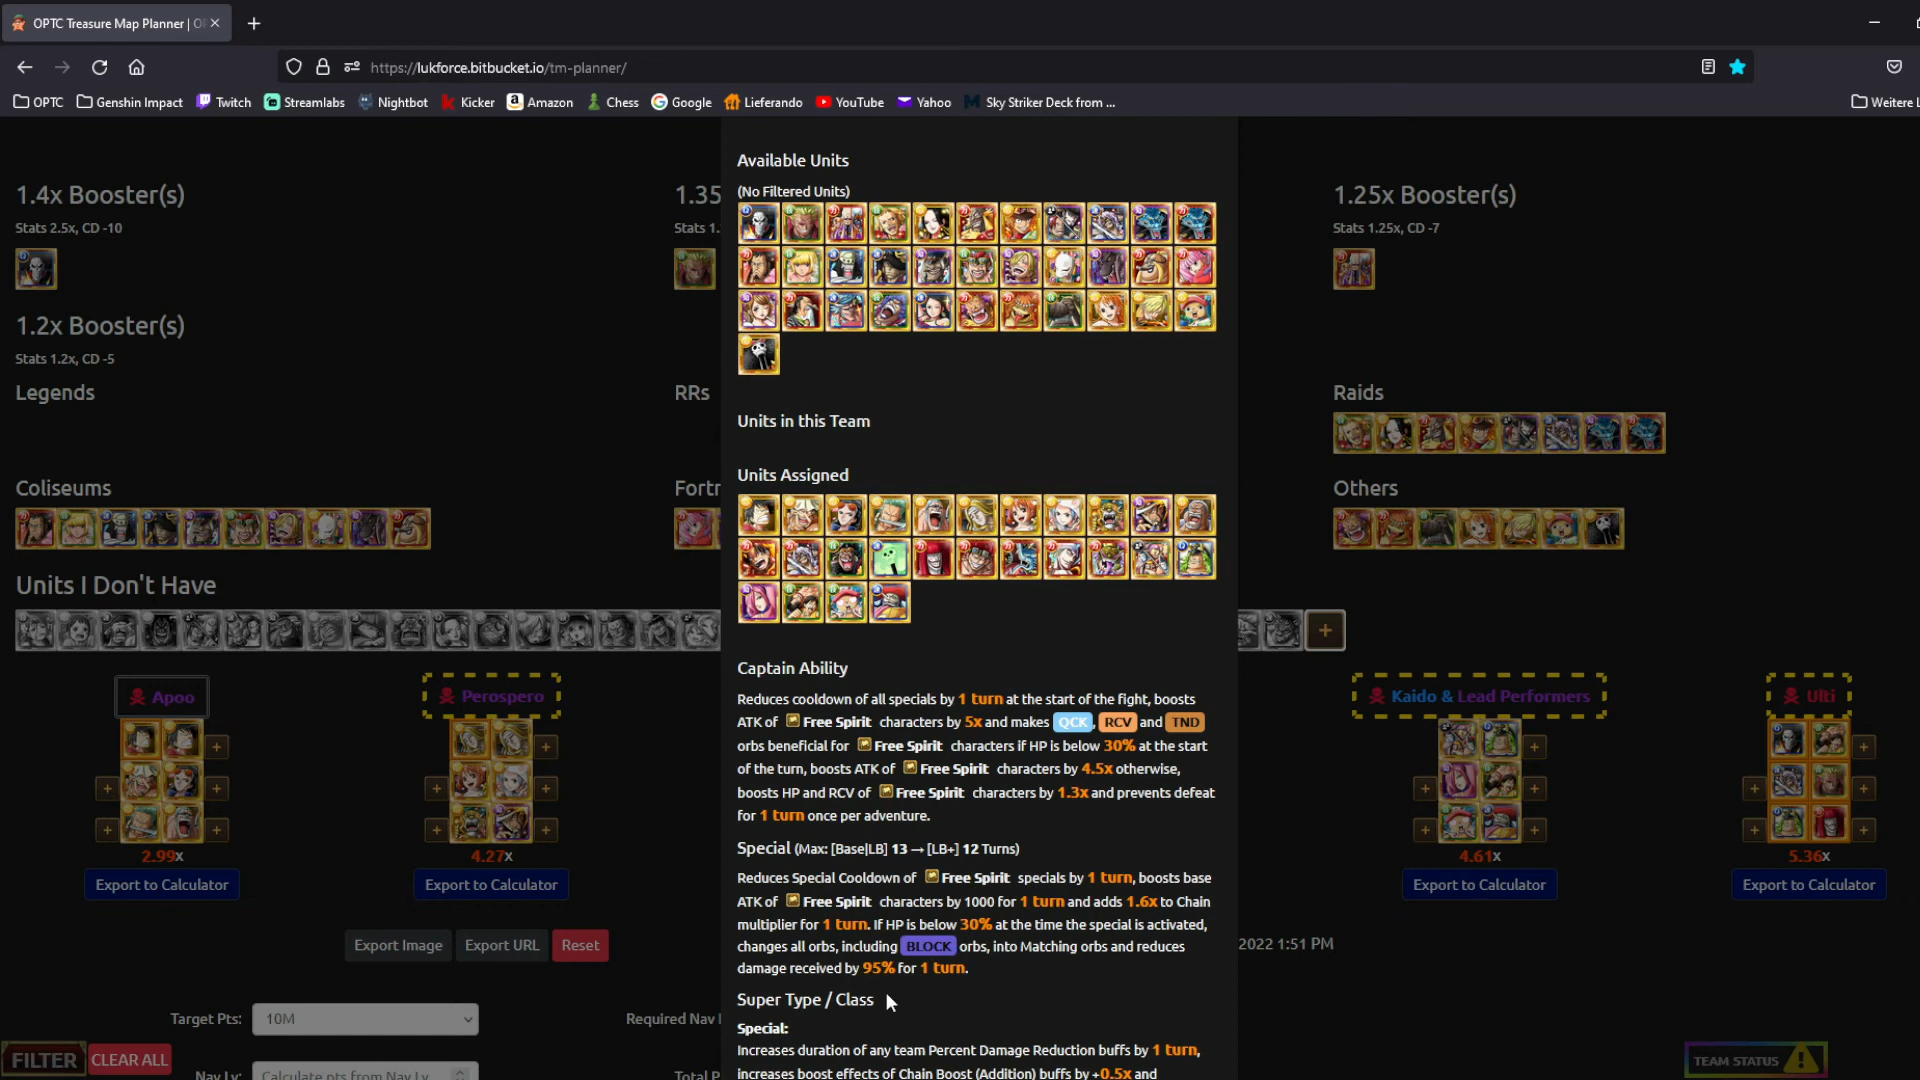 OPTC Treasure Map Planner | O
https://lukforce.bitbucket.io/tm-planner/
OPTC Genshin Impact Twitch Streamlabs Nightbot Kicker Amazon Chess Google Lieferando YouTube Yahoo Sky Striker Deck from ... Weitere L
Available Units
(No Filtered Units)
1.4x Booster(s)
Stats 2.5x, CD -10
1.35
Stats 1.
1.25x Booster(s)
Stats 1.25x, CD -7
1.2x Booster(s)
Stats 1.2x, CD -5
Legends
RRs
Raids
Units in this Team
Units Assigned
Coliseums
Fortr
Others
Units I Don't Have
Captain Ability
Reduces cooldown of all specials by 1 turn at the start of the fight, boosts
ATK of Free Spirit characters by 5x and makes QCK, RCV and TND
orbs beneficial for Free Spirit characters if HP is below 30% at the start
of the turn, boosts ATK of Free Spirit characters by 4.5x otherwise,
boosts HP and RCV of Free Spirit characters by 1.3x and prevents defeat
for 1 turn once per adventure.
Special (Max: [Base|LB] 13 → [LB+] 12 Turns)
Reduces Special Cooldown of Free Spirit specials by 1 turn, boosts base
ATK of Free Spirit characters by 1000 for 1 turn and adds 1.6x to Chain
multiplier for 1 turn. If HP is below 30% at the time the special is activated,
changes all orbs, including BLOCK orbs, into Matching orbs and reduces
damage received by 95% for 1 turn.
Super Type / Class
Special:
Increases duration of any team Percent Damage Reduction buffs by 1 turn,
increases boost effects of Chain Boost (Addition) buffs by +0.5x and
Apoo
2.99x
Export to Calculator
Perospero
4.27x
Export to Calculator
Kaido & Lead Performers
4.61x
Export to Calculator
Ulti
5.36x
Export to Calculator
Export Image Export URL Reset
2022 1:51 PM
Target Pts: 10M
Required Nav
FILTER CLEAR ALL
Nav Lv: Calculate pts from Nav Lv
Total P
TEAM STATUS